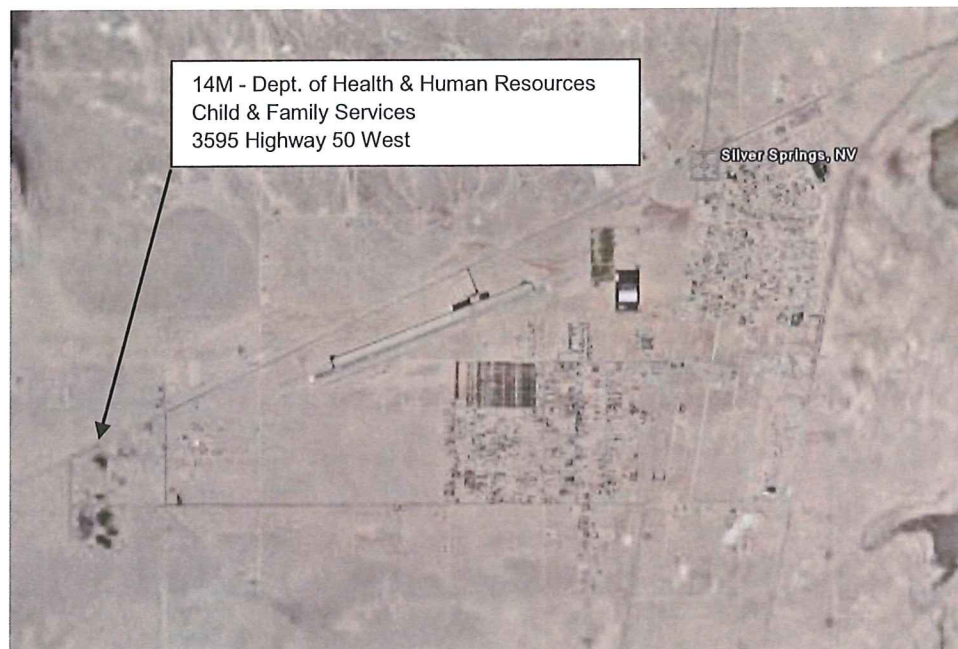 14M - Dept. of Health & Human Resources
Child & Family Services
3595 Highway 50 West
Silver Springs, NV